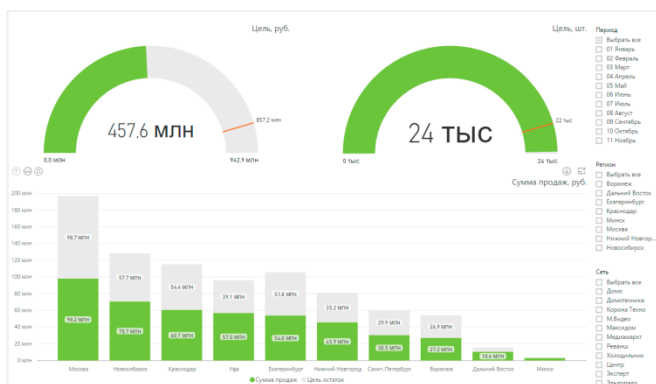 Цель, руб.
457,6 млн
857,2 млн
0,0 млн
942,9 млн
Цель, шт.
24 тыс
22 тыс
0 тыс
24 тыс
Сумма продаж, руб.
200 млн
180 млн
160 млн
140 млн
120 млн
100 млн
80 млн
60 млн
40 млн
20 млн
0 млн
98.7 млн
98,2 млн
57,7 млн
70,7 млн
54,4 млн
60,7 млн
39,1 млн
57,0 млн
51,8 млн
54,0 млн
35,2 млн
45,9 млн
29,9 млн
30,5 млн
26,9 млн
27,2 млн
10,6 млн
Москва
Новосибирск
Краснодар
Уфа
Екатеринбург
Нижний Новгород
Санкт-Петербург
Воронеж
Дальний Восток
Минск
Сумма продаж
Цель остаток
Период
Выбрать все
01 Январь
02 Февраль
03 Март
04 Апрель
05 Май
06 Июнь
07 Июль
08 Август
09 Сентябрь
10 Октябрь
11 Ноябрь
Регион
Выбрать все
Воронеж
Дальний Восток
Екатеринбург
Краснодар
Минск
Москва
Нижний Новгор...
Новосибирск
Сеть
Выбрать все
Домо
Домотехника
Корона Техно
М.Видео
Максидом
Медиамаркт
Реванш
Холодильник
Центр
Эксперт
Эльдорадо